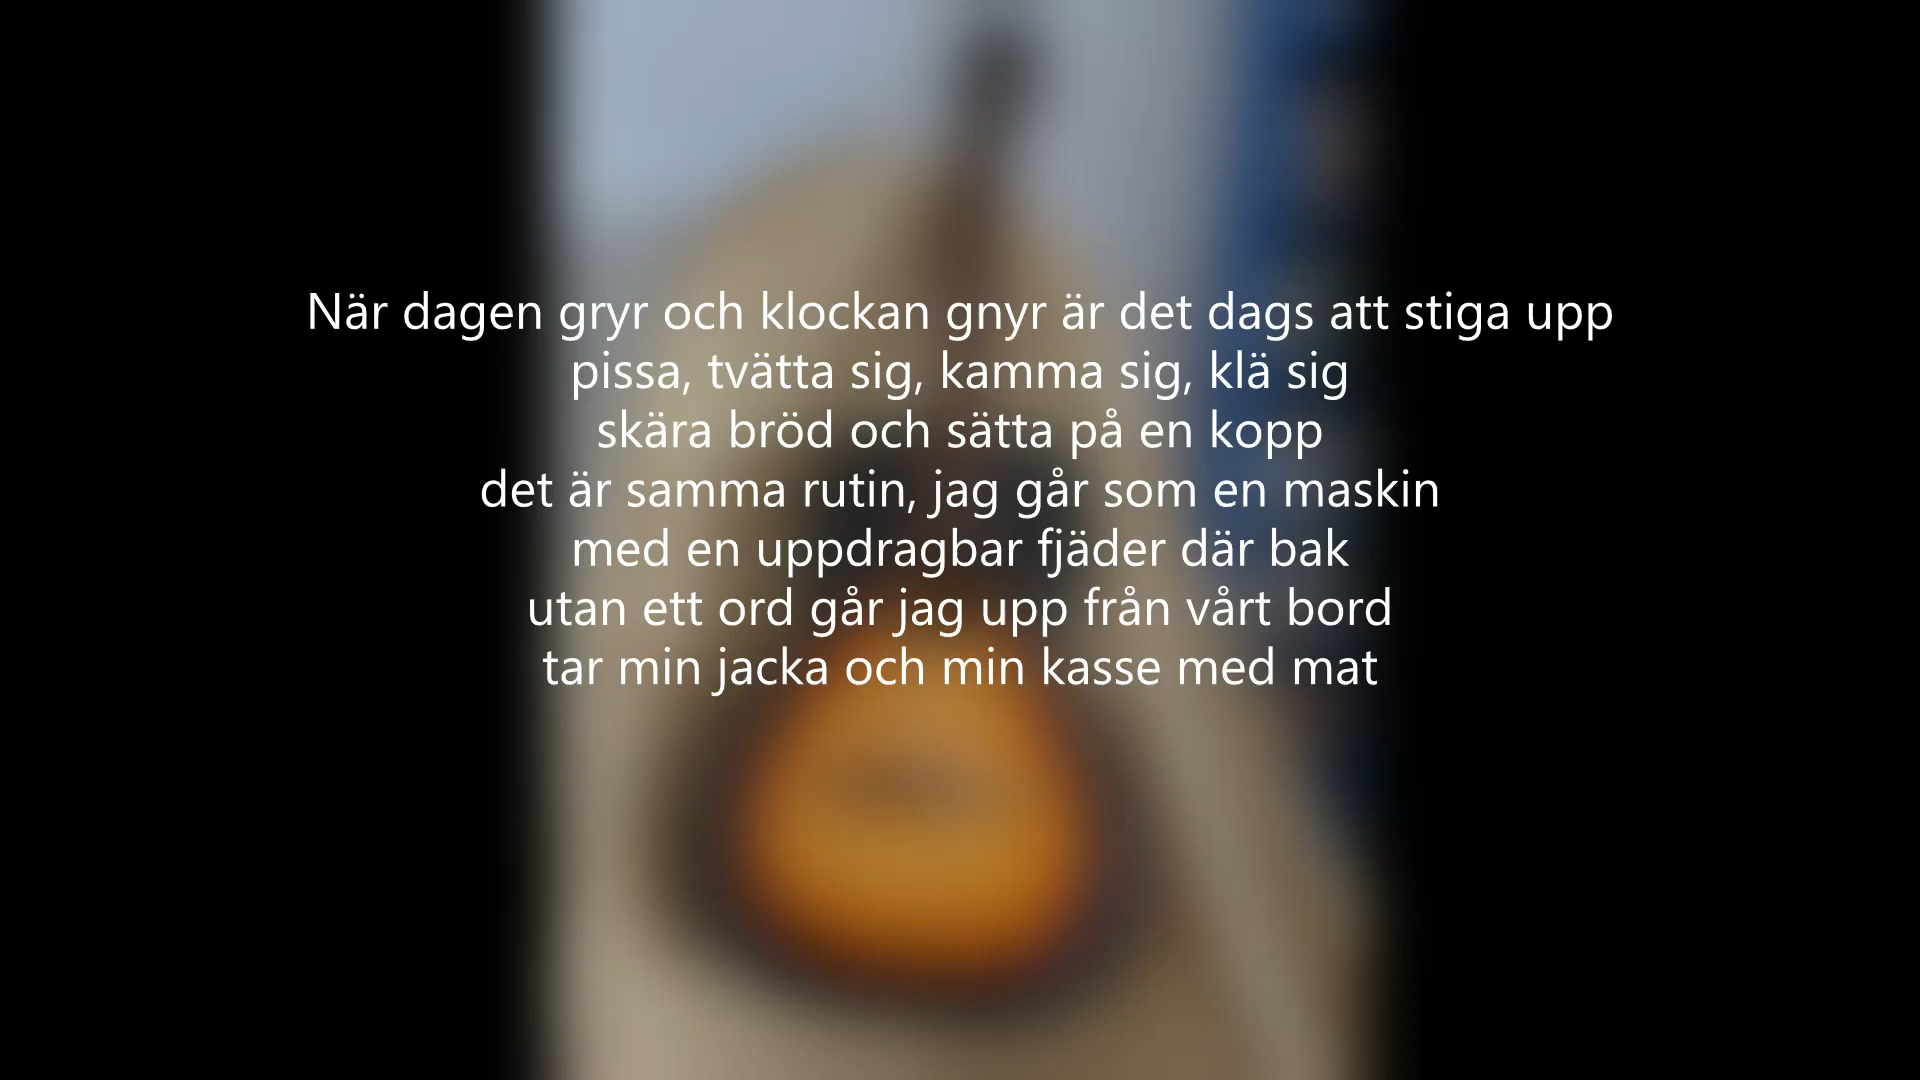 När dagen gryr och klockan gnyr är det dags att stiga upp
pissa, tvätta sig, kamma sig, klä sig
skära bröd och sätta på en kopp
det är samma rutin, jag går som en maskin
med en uppdragbar fjäder där bak
utan ett ord går jag upp från vårt bord
tar min jacka och min kasse med mat